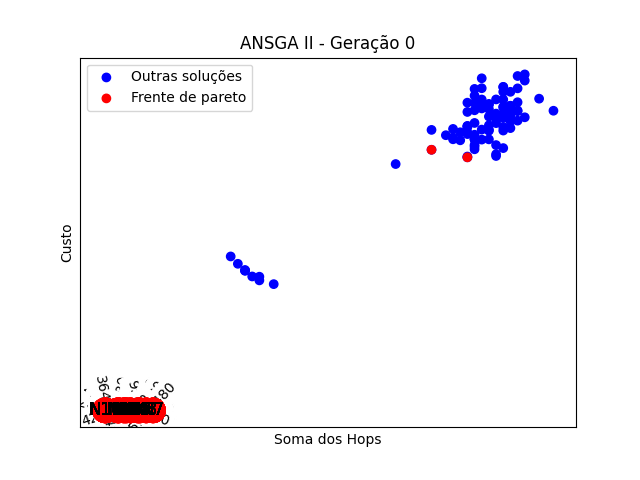 ANSGA II - Geração 0
Outras soluções
Frente de pareto
Custo
Soma dos Hops